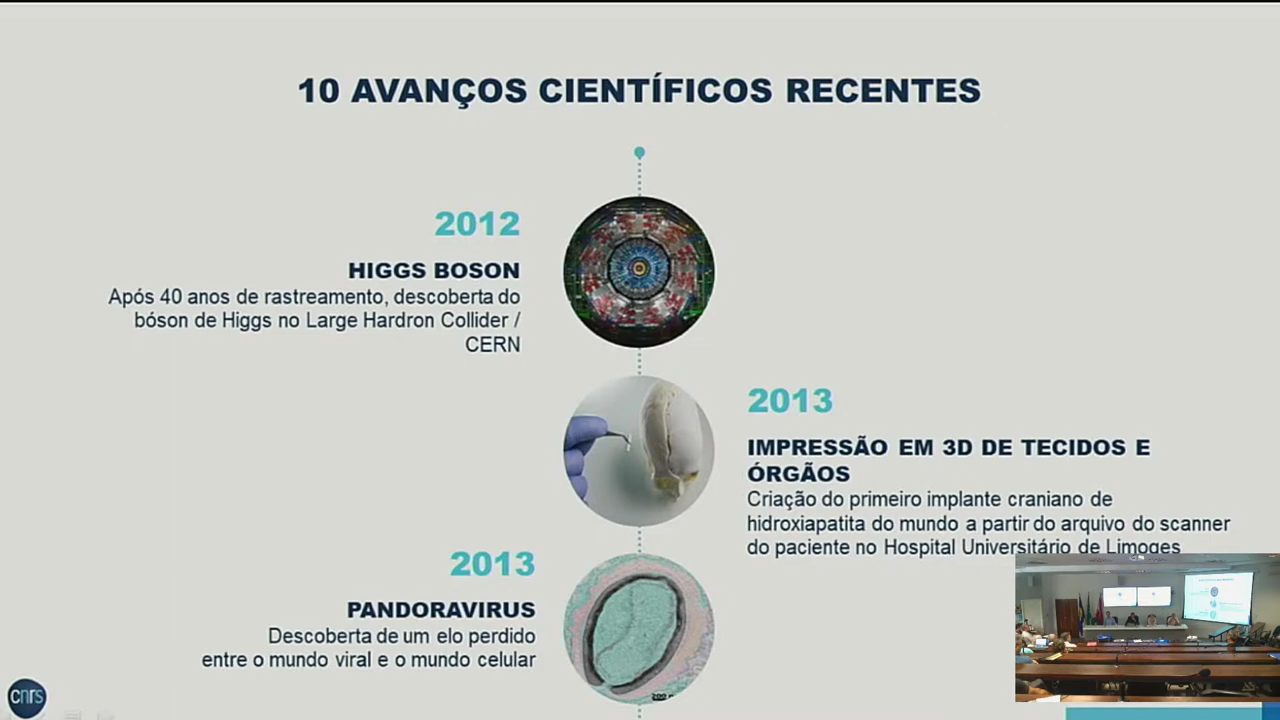 10 AVANÇOS CIENTÍFICOS RECENTES
2012
HIGGS BOSON
Após 40 anos de rastreamento, descoberta do
bóson de Higgs no Large Hardron Collider /
CERN
2013
IMPRESSÃO EM 3D DE TECIDOS E
ÓRGÃOS
Criação do primeiro implante craniano de
hidroxiapatita do mundo a partir do arquivo do scanner
do paciente no Hospital Universitário de Limoges
2013
PANDORAVIRUS
Descoberta de um elo perdido
entre o mundo viral e o mundo celular
cnrs